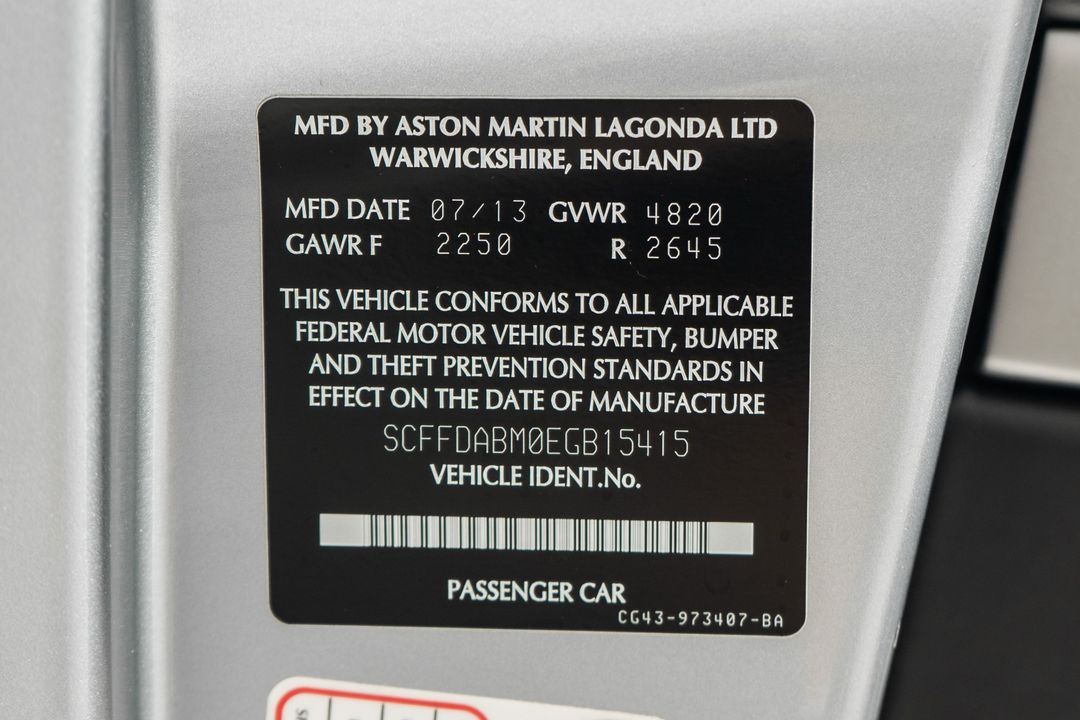 MFD BY ASTON MARTIN LAGONDA LTD
WARWICKSHIRE, ENGLAND
MFD DATE 07/13 GVWR 4820
GAWR F 2250 R 2645
THIS VEHICLE CONFORMS TO ALL APPLICABLE
FEDERAL MOTOR VEHICLE SAFETY, BUMPER
AND THEFT PREVENTION STANDARDS IN
EFFECT ON THE DATE OF MANUFACTURE
SCFFDABM0EGB15415
VEHICLE IDENT.No.
PASSENGER CAR
CG43-973407-BA